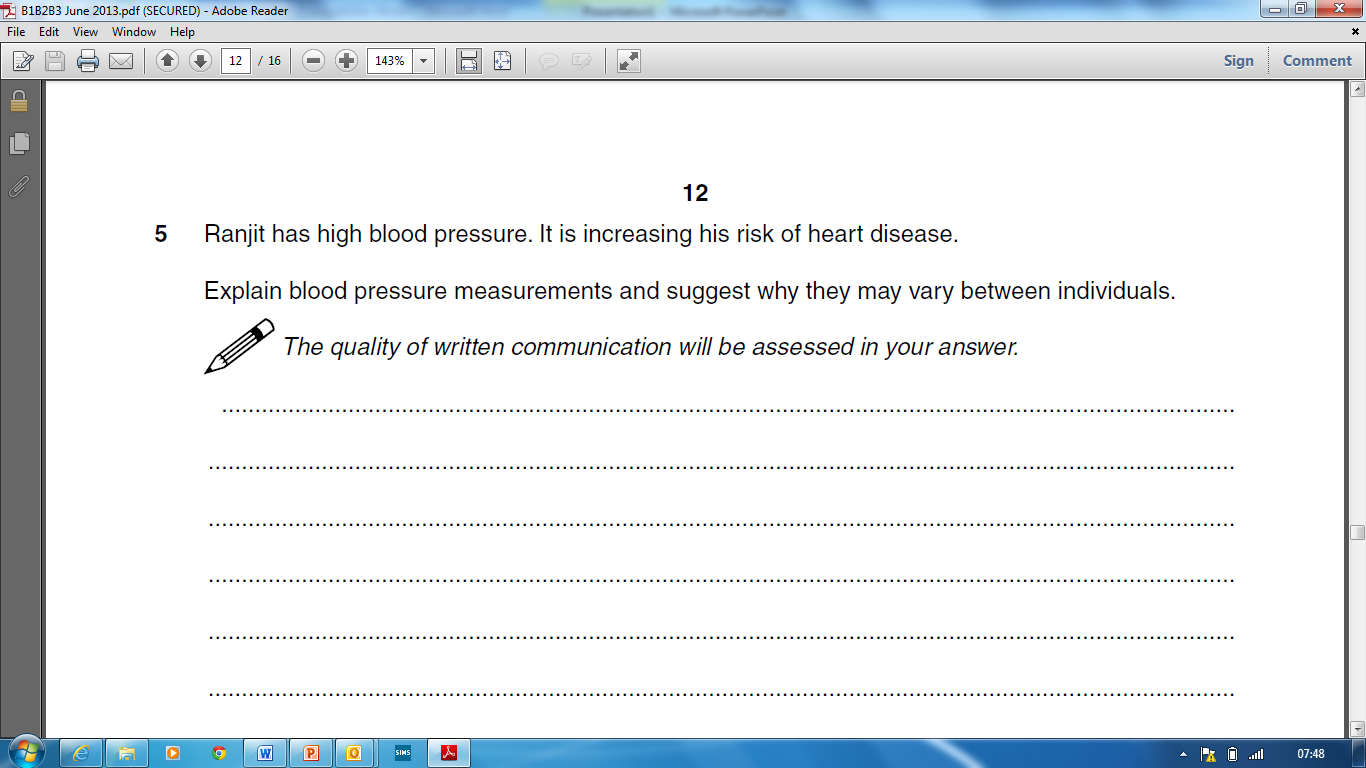 B1B2B3 June 2013.pdf (SECURED) - Adobe Reader
File Edit View Window Help
12 / 16 143% Sign Comment
12
5 Ranjit has high blood pressure. It is increasing his risk of heart disease.
Explain blood pressure measurements and suggest why they may vary between individuals.
The quality of written communication will be assessed in your answer.
SIMS
07:48